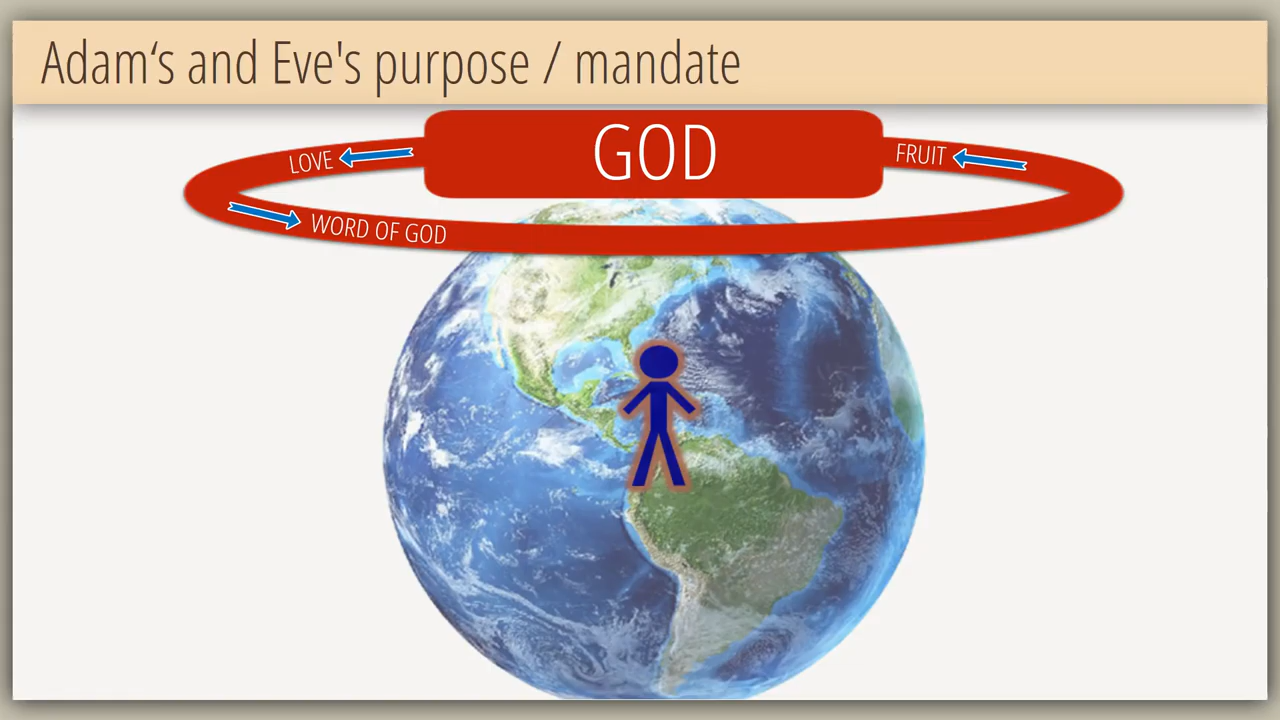 Adam‘s and Eve's purpose / mandate
GOD
LOVE
FRUIT
WORD OF GOD